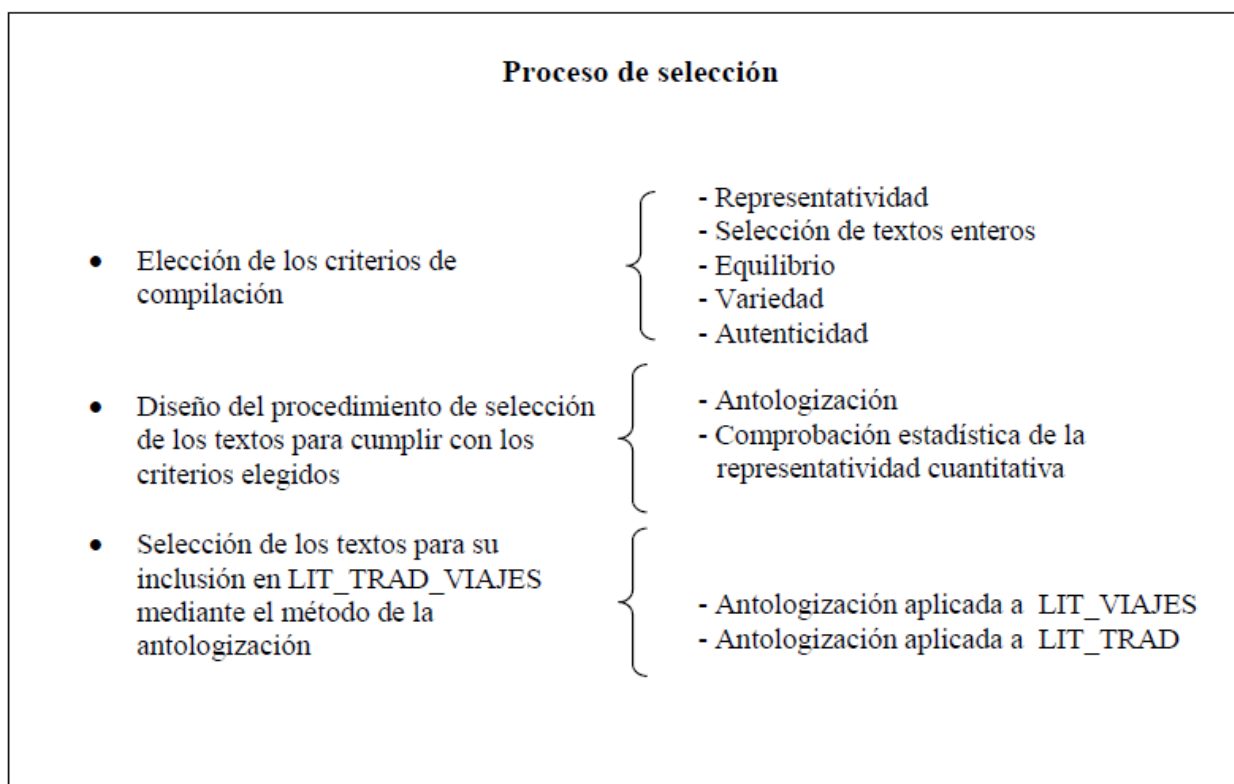 Proceso de selección
• Elección de los criterios de
compilación
- Representatividad
- Selección de textos enteros
- Equilibrio
- Variedad
- Autenticidad
• Diseño del procedimiento de selección
de los textos para cumplir con los
criterios elegidos
- Antologización
- Comprobación estadística de la
representatividad cuantitativa
• Selección de los textos para su
inclusión en LIT_TRAD_VIAJES
mediante el método de la
antologización
- Antologización aplicada a LIT_VIAJES
- Antologización aplicada a LIT_TRAD